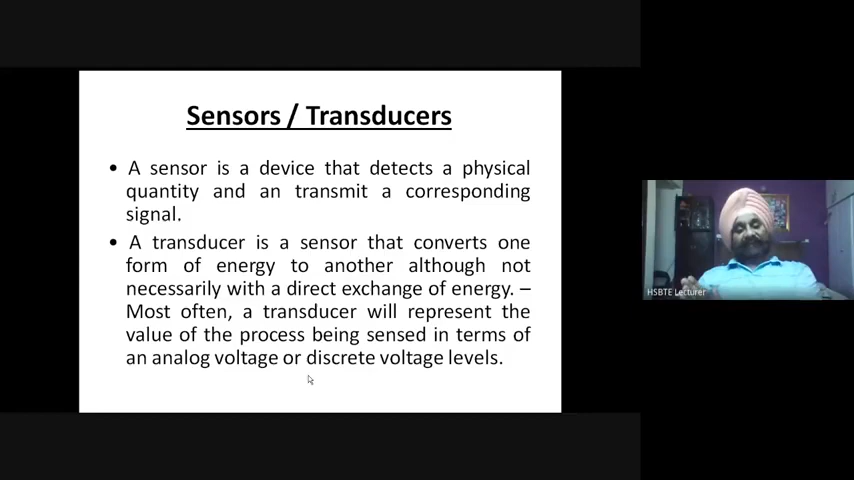 Sensors / Transducers
• A sensor is a device that detects a physical
quantity and an transmit a corresponding
signal.
• A transducer is a sensor that converts one
form of energy to another although not
necessarily with a direct exchange of energy. –
Most often, a transducer will represent the
value of the process being sensed in terms of
an analog voltage or discrete voltage levels.
HSBTE Lecturer